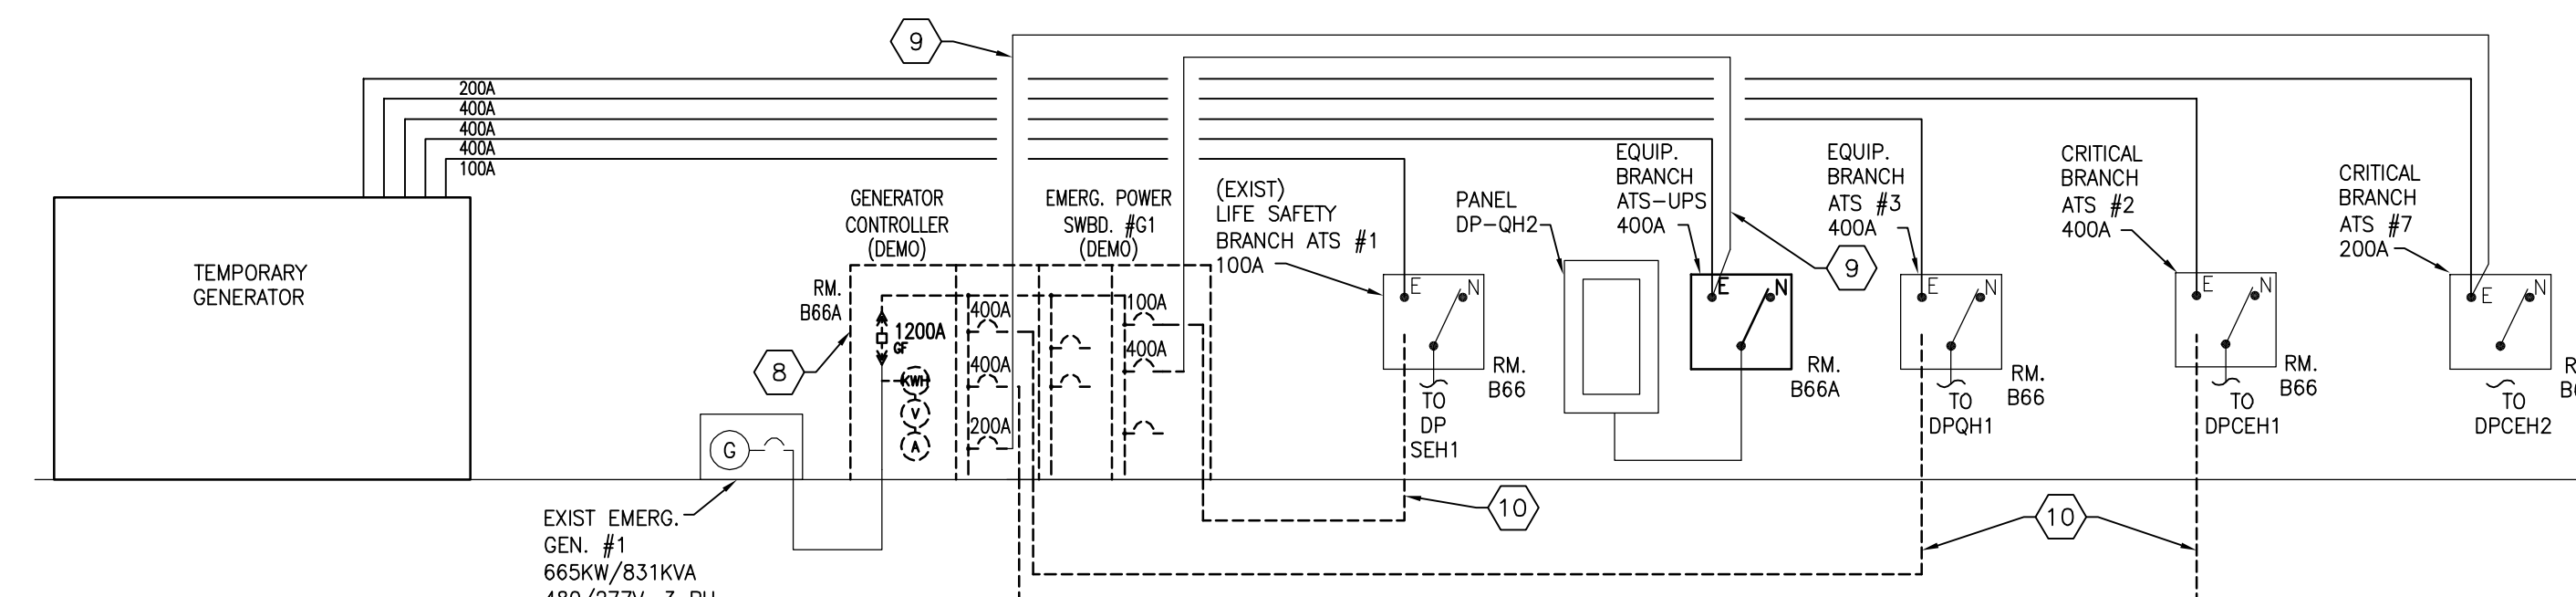 9
200A
400A
400A
400A
100A
TEMPORARY
GENERATOR
GENERATOR
CONTROLLER
(DEMO)
EMERG. POWER
SWBD. #G1
(DEMO)
(EXIST)
LIFE SAFETY
BRANCH ATS #1
100A
PANEL
DP-QH2
EQUIP.
BRANCH
ATS-UPS
400A
EQUIP.
BRANCH
ATS #3
400A
CRITICAL
BRANCH
ATS #2
400A
CRITICAL
BRANCH
ATS #7
200A
9
RM.
B66A
8
1200A
GF
KWH
V
A
400A
400A
200A
100A
400A
E N
E N
E N
E N
E N
RM.
B66
RM.
B66A
RM.
B66
RM.
B66
TO
DP
SEH1
TO
DPQH1
TO
DPCEH1
TO
DPCEH2
G
10
10
EXIST EMERG.
GEN. #1
665KW/831KVA